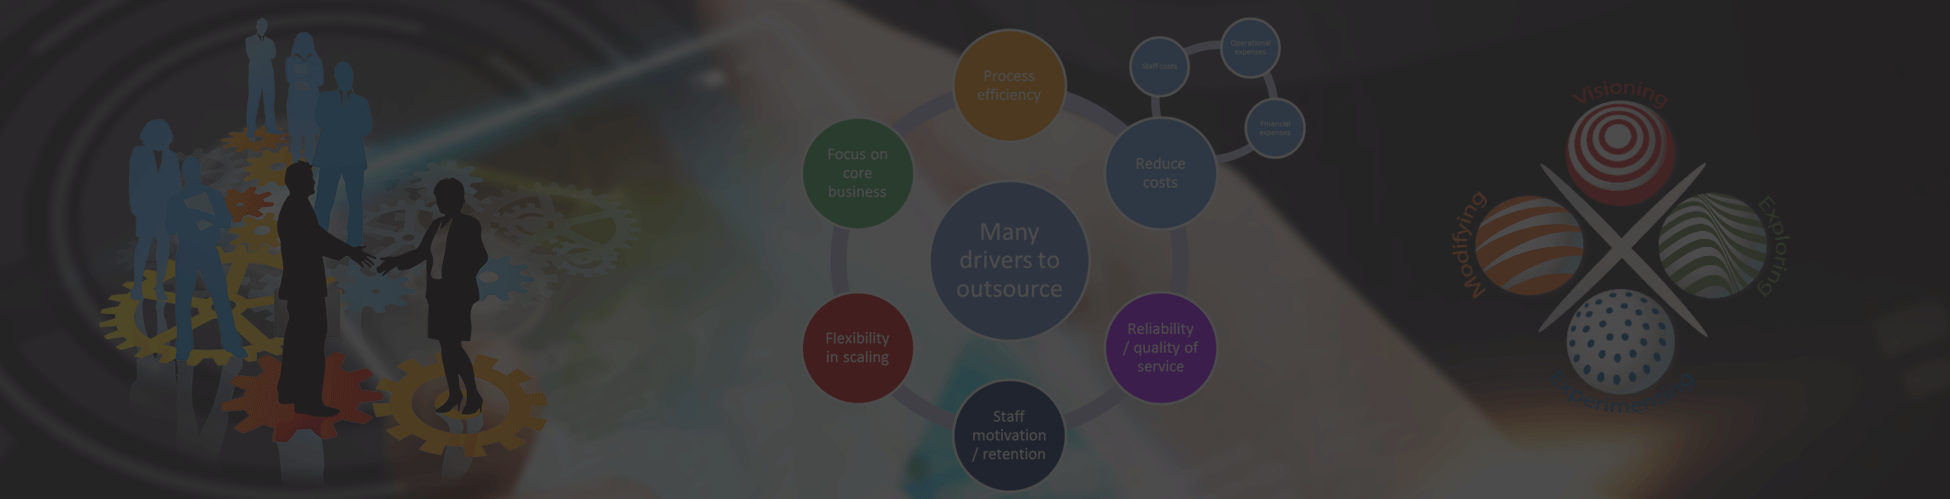 Process
efficiency
Staff costs
Operational
expenses
Financial
expenses
Reduce
costs
Focus on
core
business
Many
drivers to
outsource
Flexibility
in scaling
Reliability
/ quality of
service
Staff
motivation
/ retention
Visioning
Modifying
Exploring
Experimenting